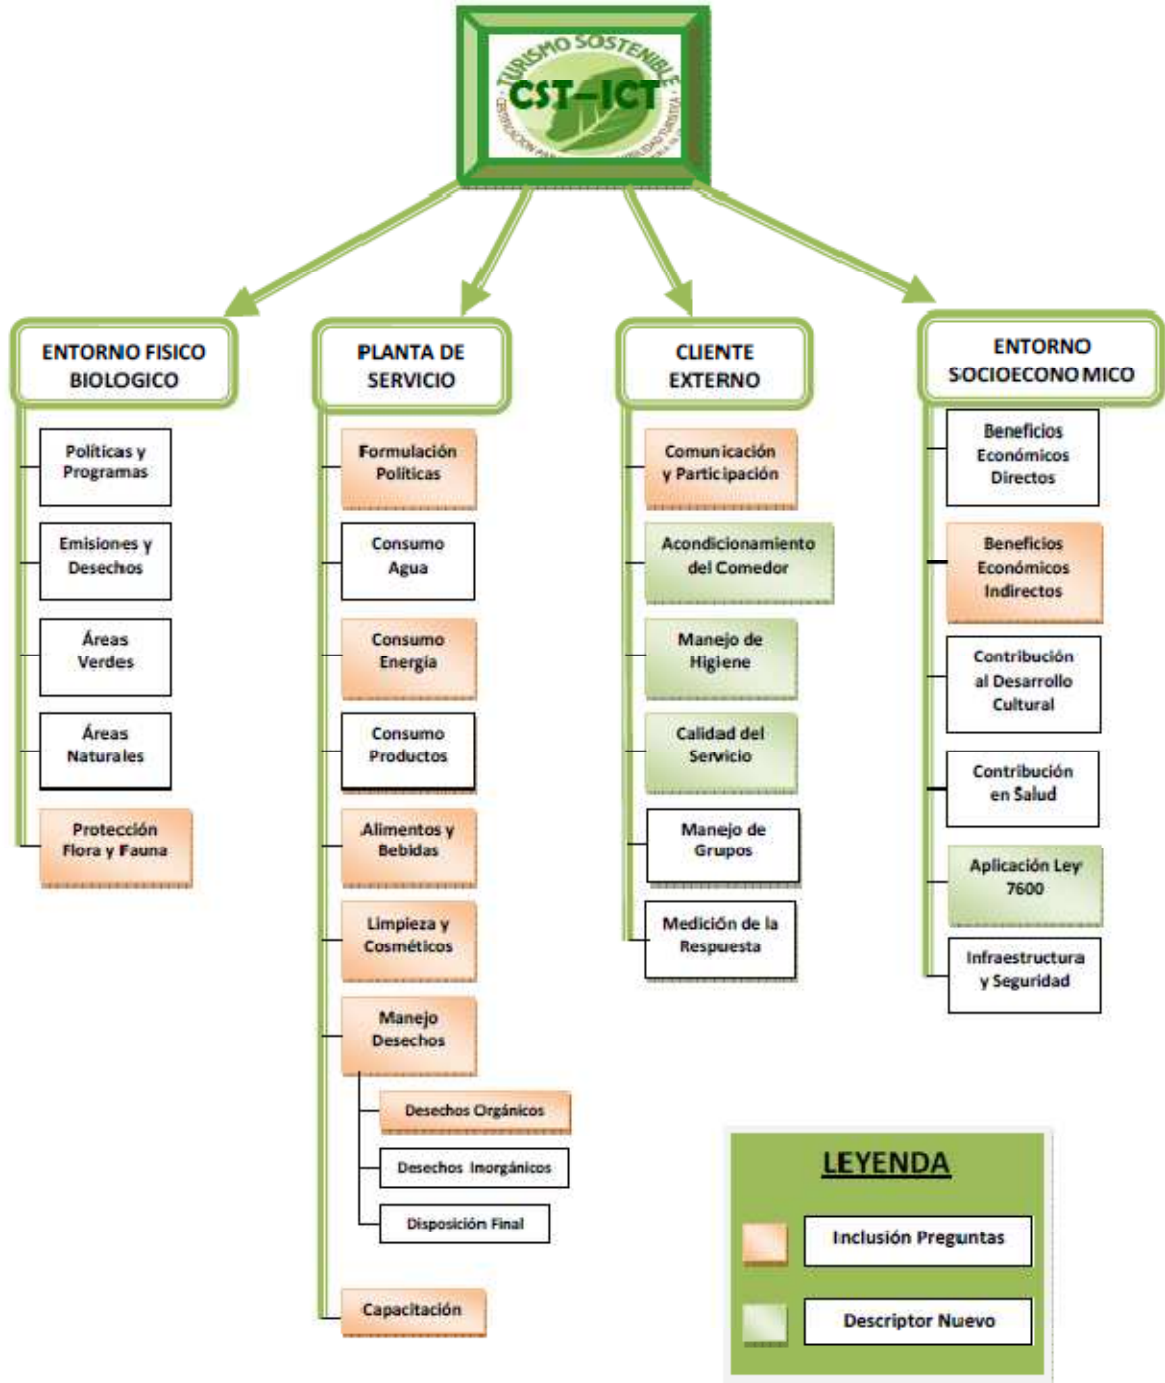 TURISMO SOSTENIBLE
CST–ICT
ENTORNO FISICO
BIOLOGICO
Políticas y
Programas
Emisiones y
Desechos
Áreas
Verdes
Áreas
Naturales
Protección
Flora y Fauna
PLANTA DE
SERVICIO
Formulación
Políticas
Consumo
Agua
Consumo
Energía
Consumo
Productos
Alimentos y
Bebidas
Limpieza y
Cosméticos
Manejo
Desechos
Desechos Orgánicos
Desechos Inorgánicos
Disposición Final
Capacitación
CLIENTE
EXTERNO
Comunicación
y Participación
Acondicionamiento
del Comedor
Manejo de
Higiene
Calidad del
Servicio
Manejo de
Grupos
Medición de la
Respuesta
ENTORNO
SOCIOECONOMICO
Beneficios
Económicos
Directos
Beneficios
Económicos
Indirectos
Contribución
al Desarrollo
Cultural
Contribución
en Salud
Aplicación Ley
7600
Infraestructura
y Seguridad
LEYENDA
Inclusión Preguntas
Descriptor Nuevo